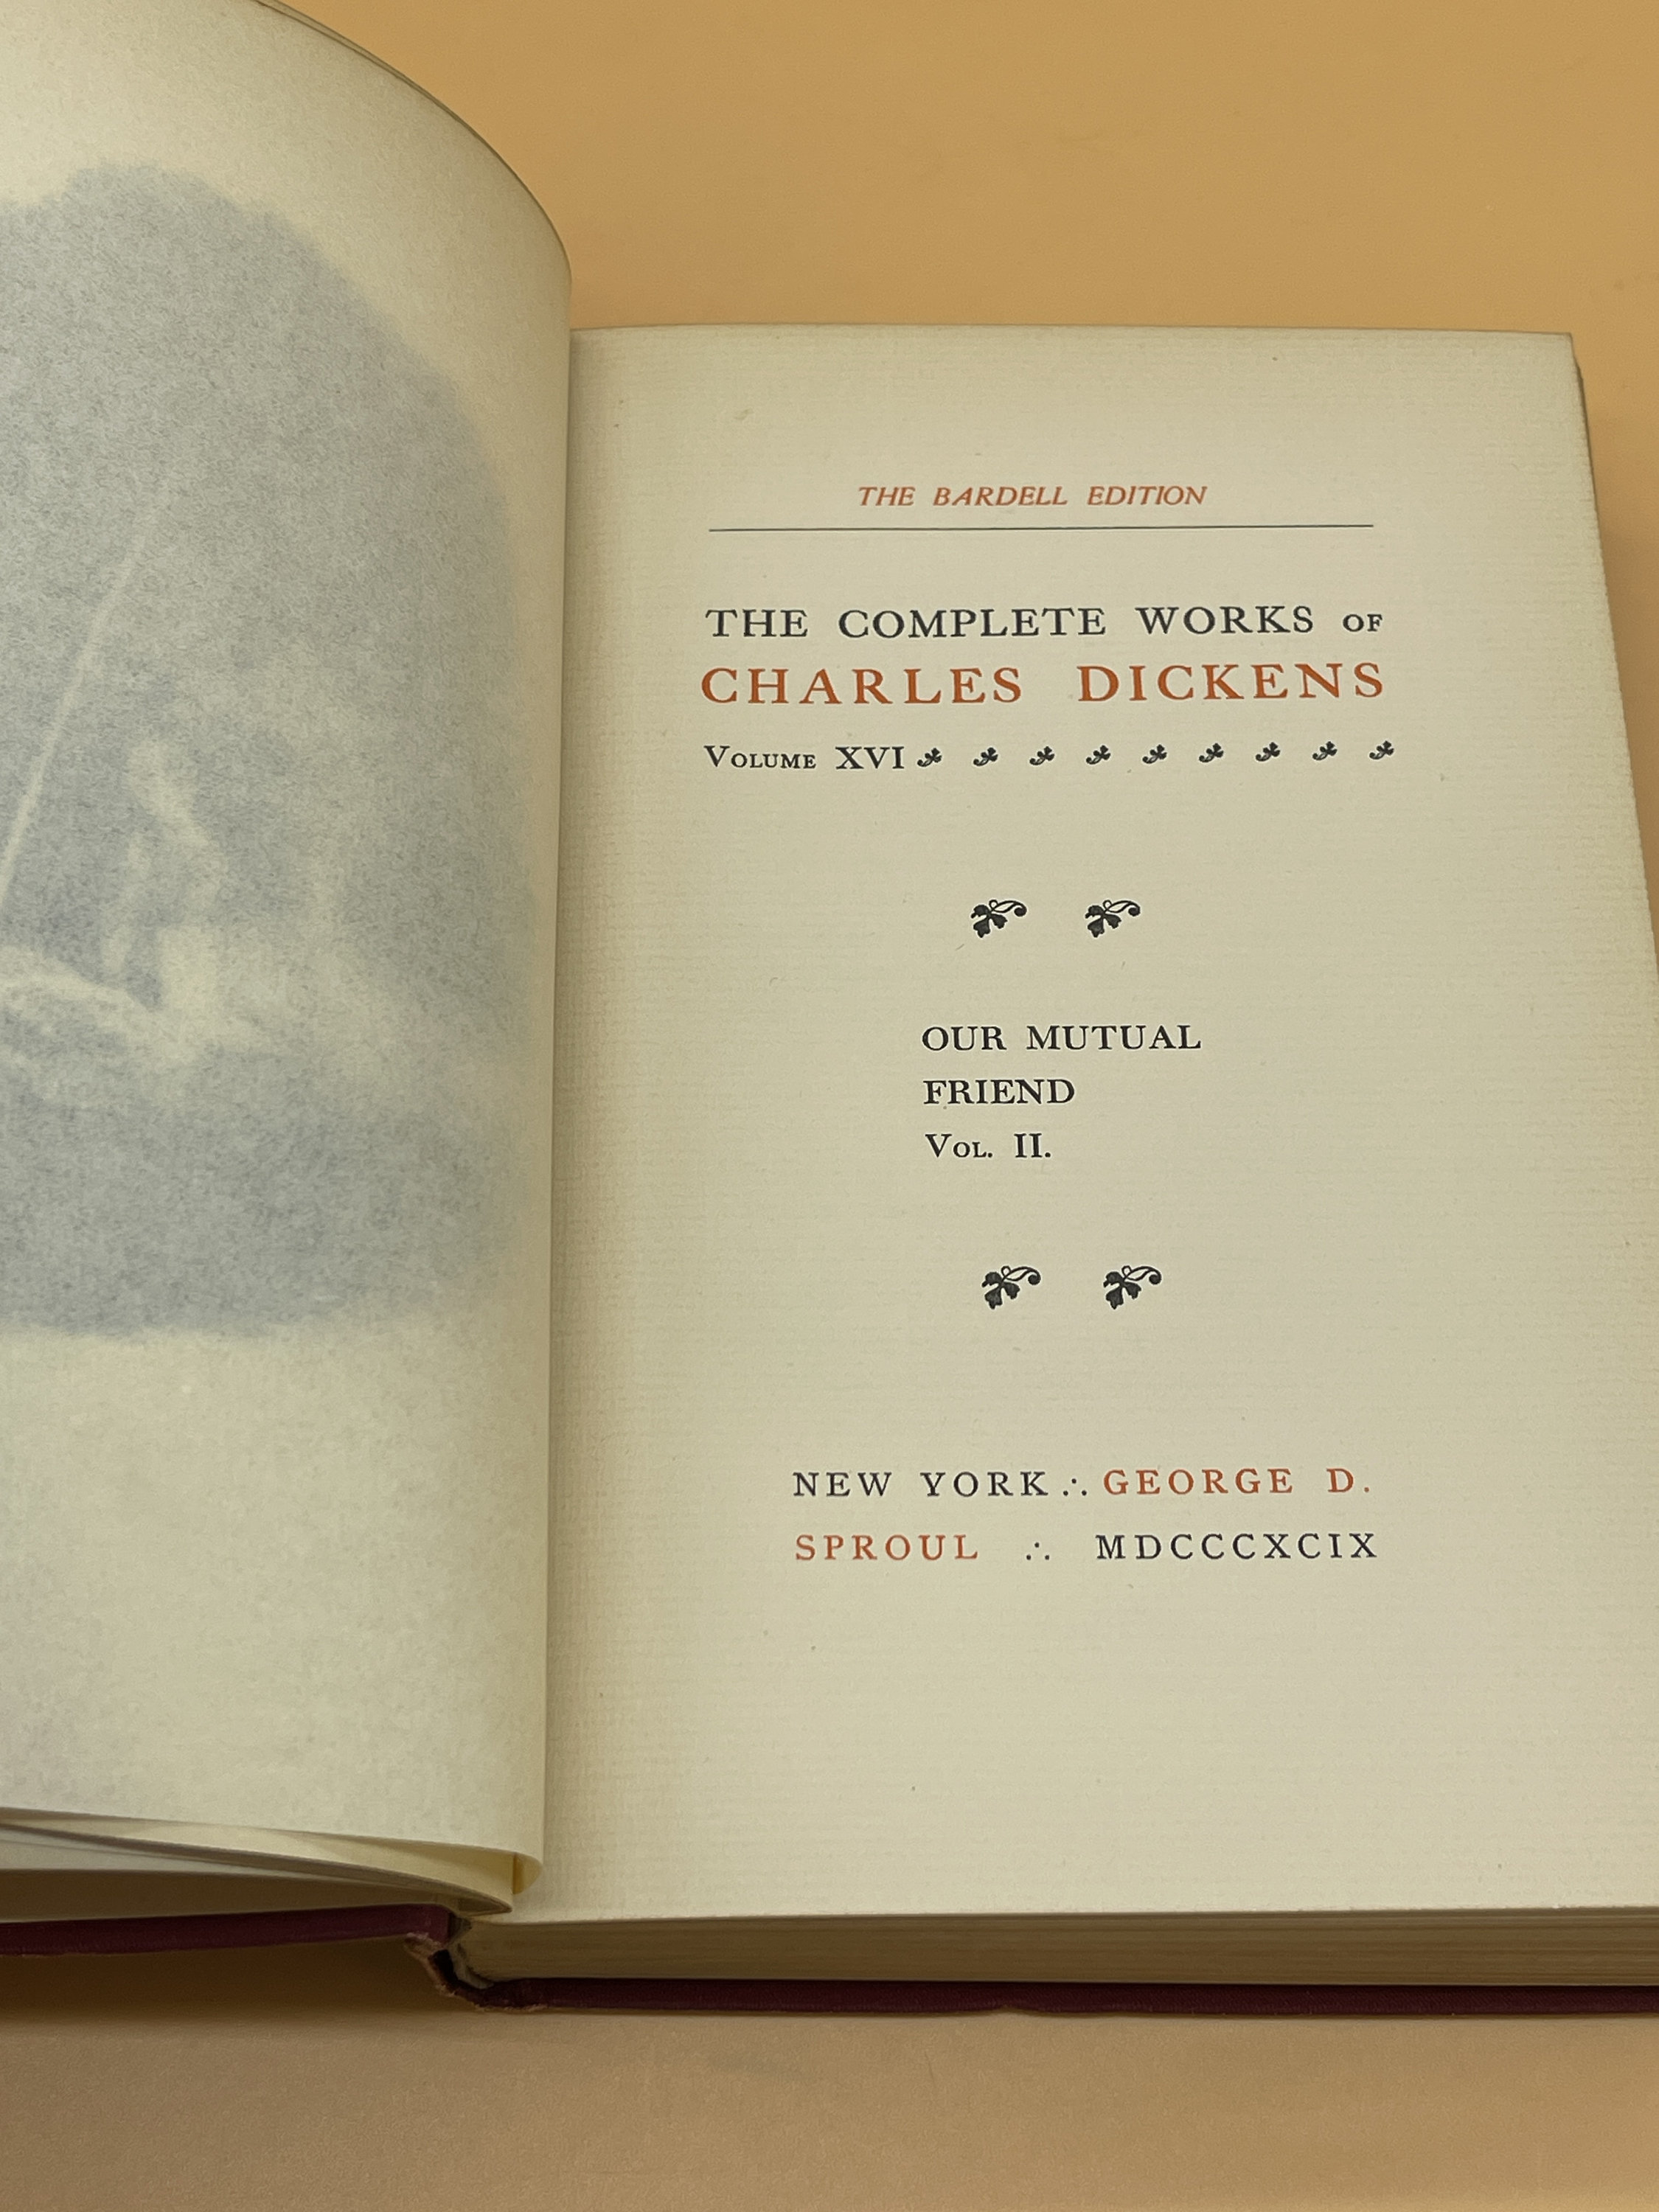 THE BARDELL EDITION
THE COMPLETE WORKS OF
CHARLES DICKENS
VOLUME XVI
OUR MUTUAL
FRIEND
VOL. II.
NEW YORK ∴ GEORGE D.
SPROUL ∴ MDCCCXCIX